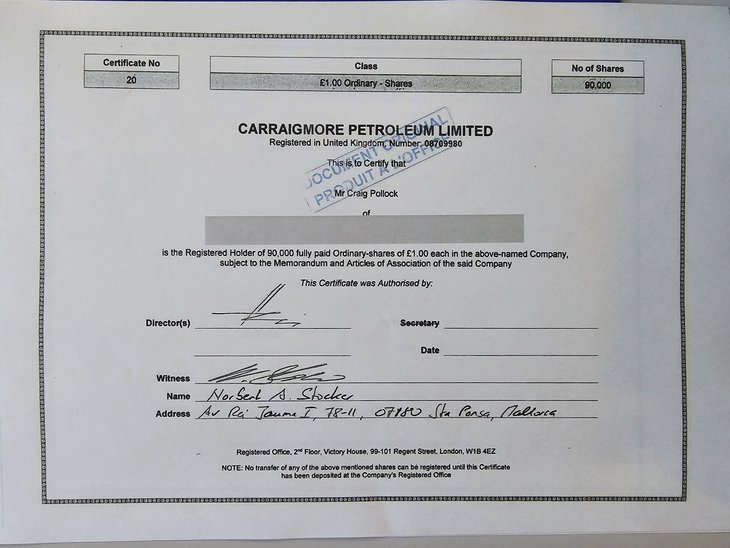 Certificate No
20
Class
£1.00 Ordinary - Shares
No of Shares
90,000
CARRAIGMORE PETROLEUM LIMITED
Registered in United Kingdom, Number 08709980
DOCUMENT ORIGINAL
PRODUIT A L'OFFICE
This is to Certify that
Mr Craig Pollock
of
is the Registered Holder of 90,000 fully paid Ordinary-shares of £1.00 each in the above-named Company,
subject to the Memorandum and Articles of Association of the said Company
This Certificate was Authorised by:
Director(s)
Secretary
Date
Witness
Name Norbert A. Stocker
Address Av Rei Jaume I, 78-11, 07180 Sta Ponsa, Mallorca
Registered Office, 2nd Floor, Victory House, 99-101 Regent Street, London, W1B 4EZ
NOTE: No transfer of any of the above mentioned shares can be registered until this Certificate
has been deposited at the Company's Registered Office